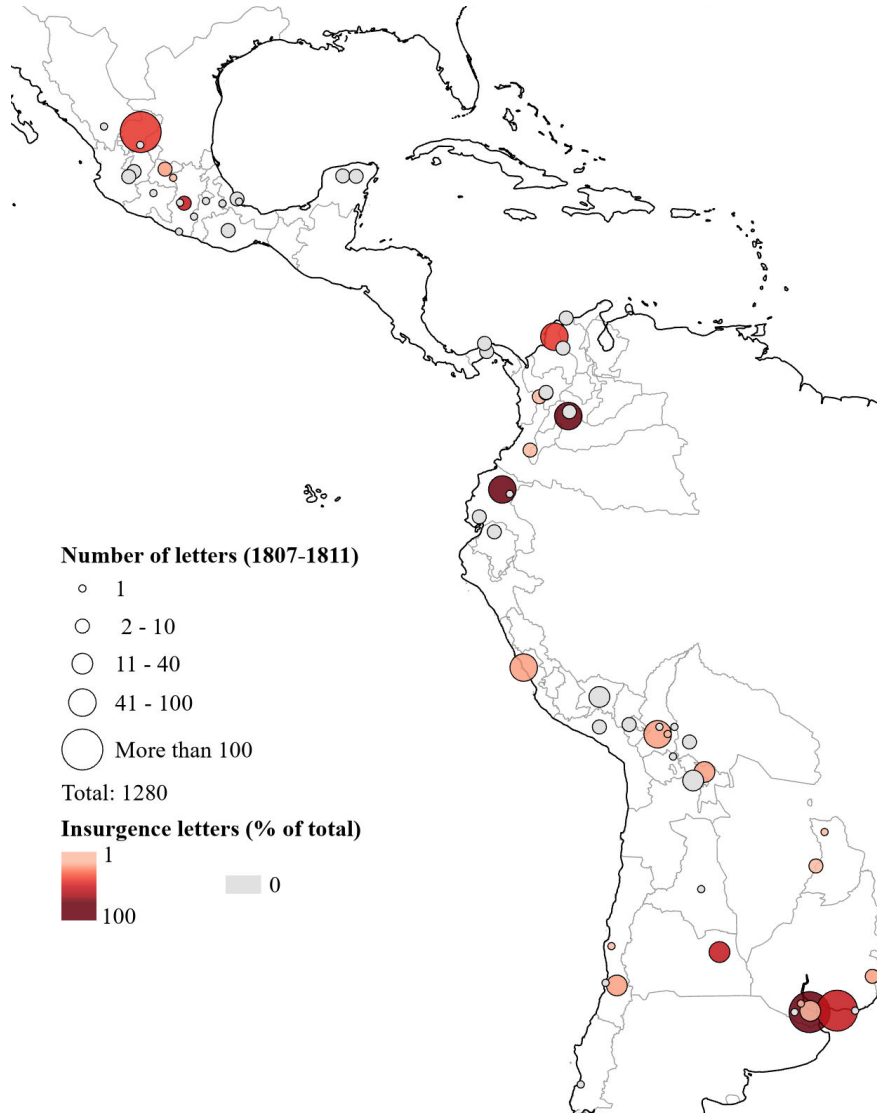 Number of letters (1807-1811)
1
2 - 10
11 - 40
41 - 100
More than 100
Total: 1280
Insurgence letters (% of total)
1
0
100